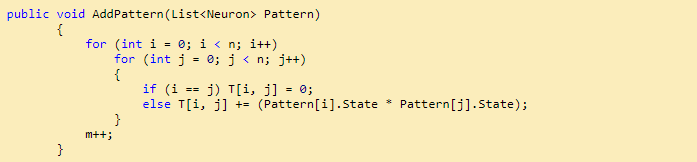 public void AddPattern(List<Neuron> Pattern)
{
for (int i = 0; i < n; i++)
for (int j = 0; j < n; j++)
{
if (i == j) T[i, j] = 0;
else T[i, j] += (Pattern[i].State * Pattern[j].State);
}
m++;
}